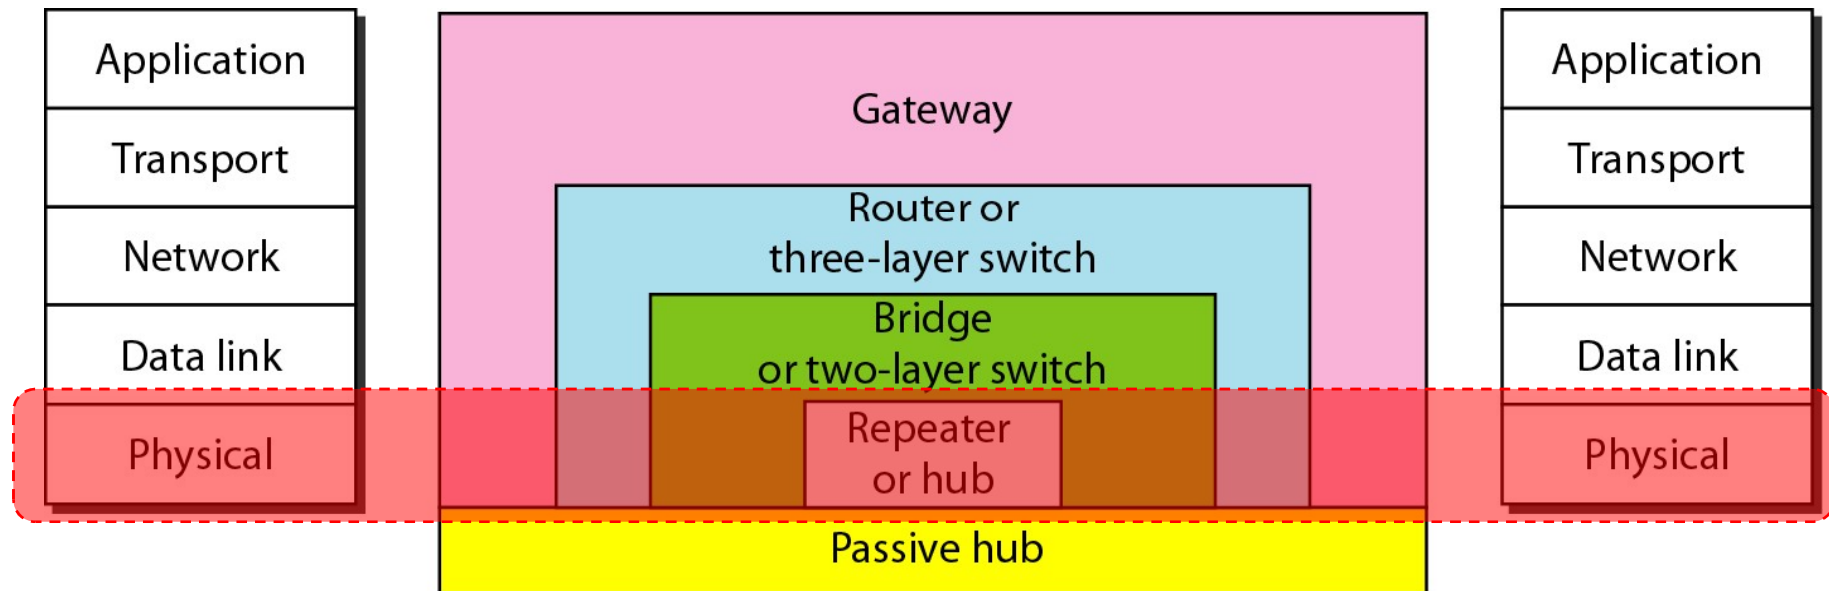 Application
Transport
Network
Data link
Physical
Gateway
Router or
three-layer switch
Bridge
or two-layer switch
Repeater
or hub
Passive hub
Application
Transport
Network
Data link
Physical